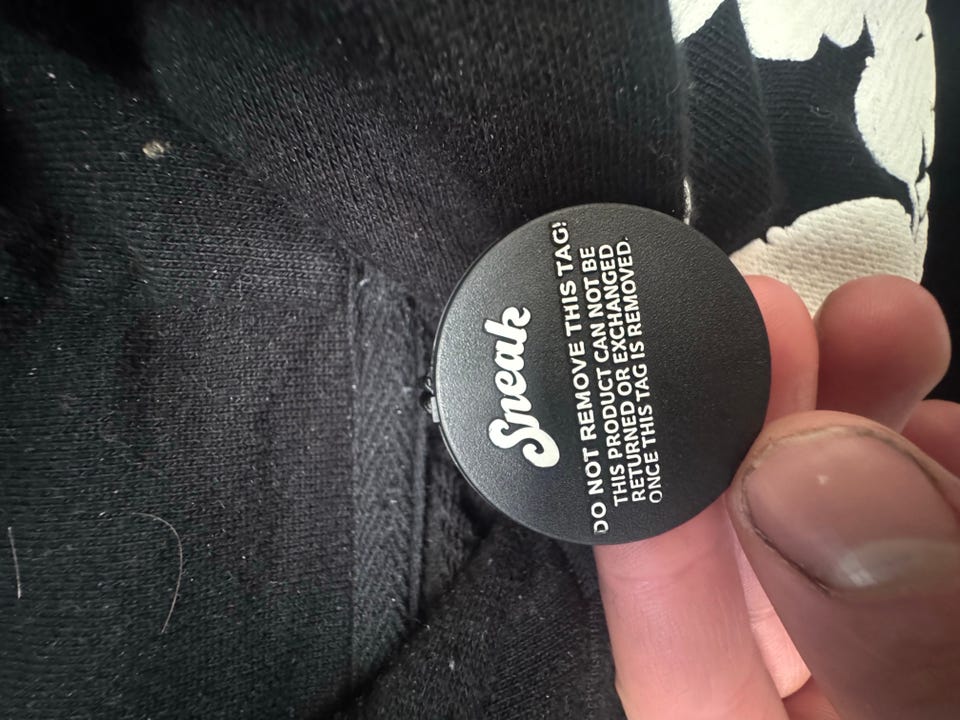 Sneak
DO NOT REMOVE THIS TAG!
THIS PRODUCT CAN NOT BE
RETURNED OR EXCHANGED
ONCE THIS TAG IS REMOVED.